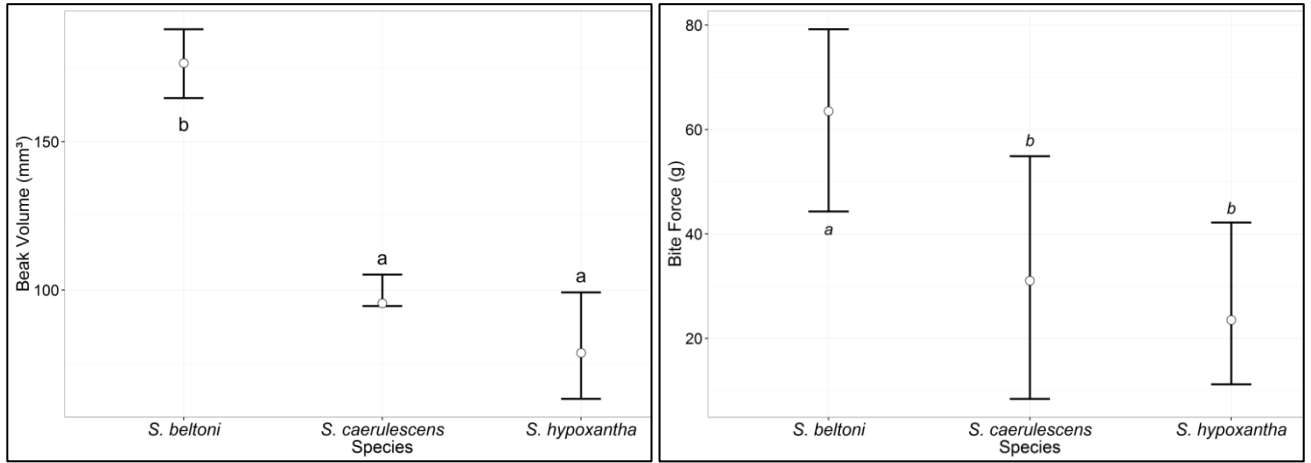 Beak Volume (mm³)
150
100
b
a
a
S. beltoni
S. caerulescens
S. hypoxantha
Species
Bite Force (g)
80
60
40
20
a
b
b
S. beltoni
S. caerulescens
S. hypoxantha
Species